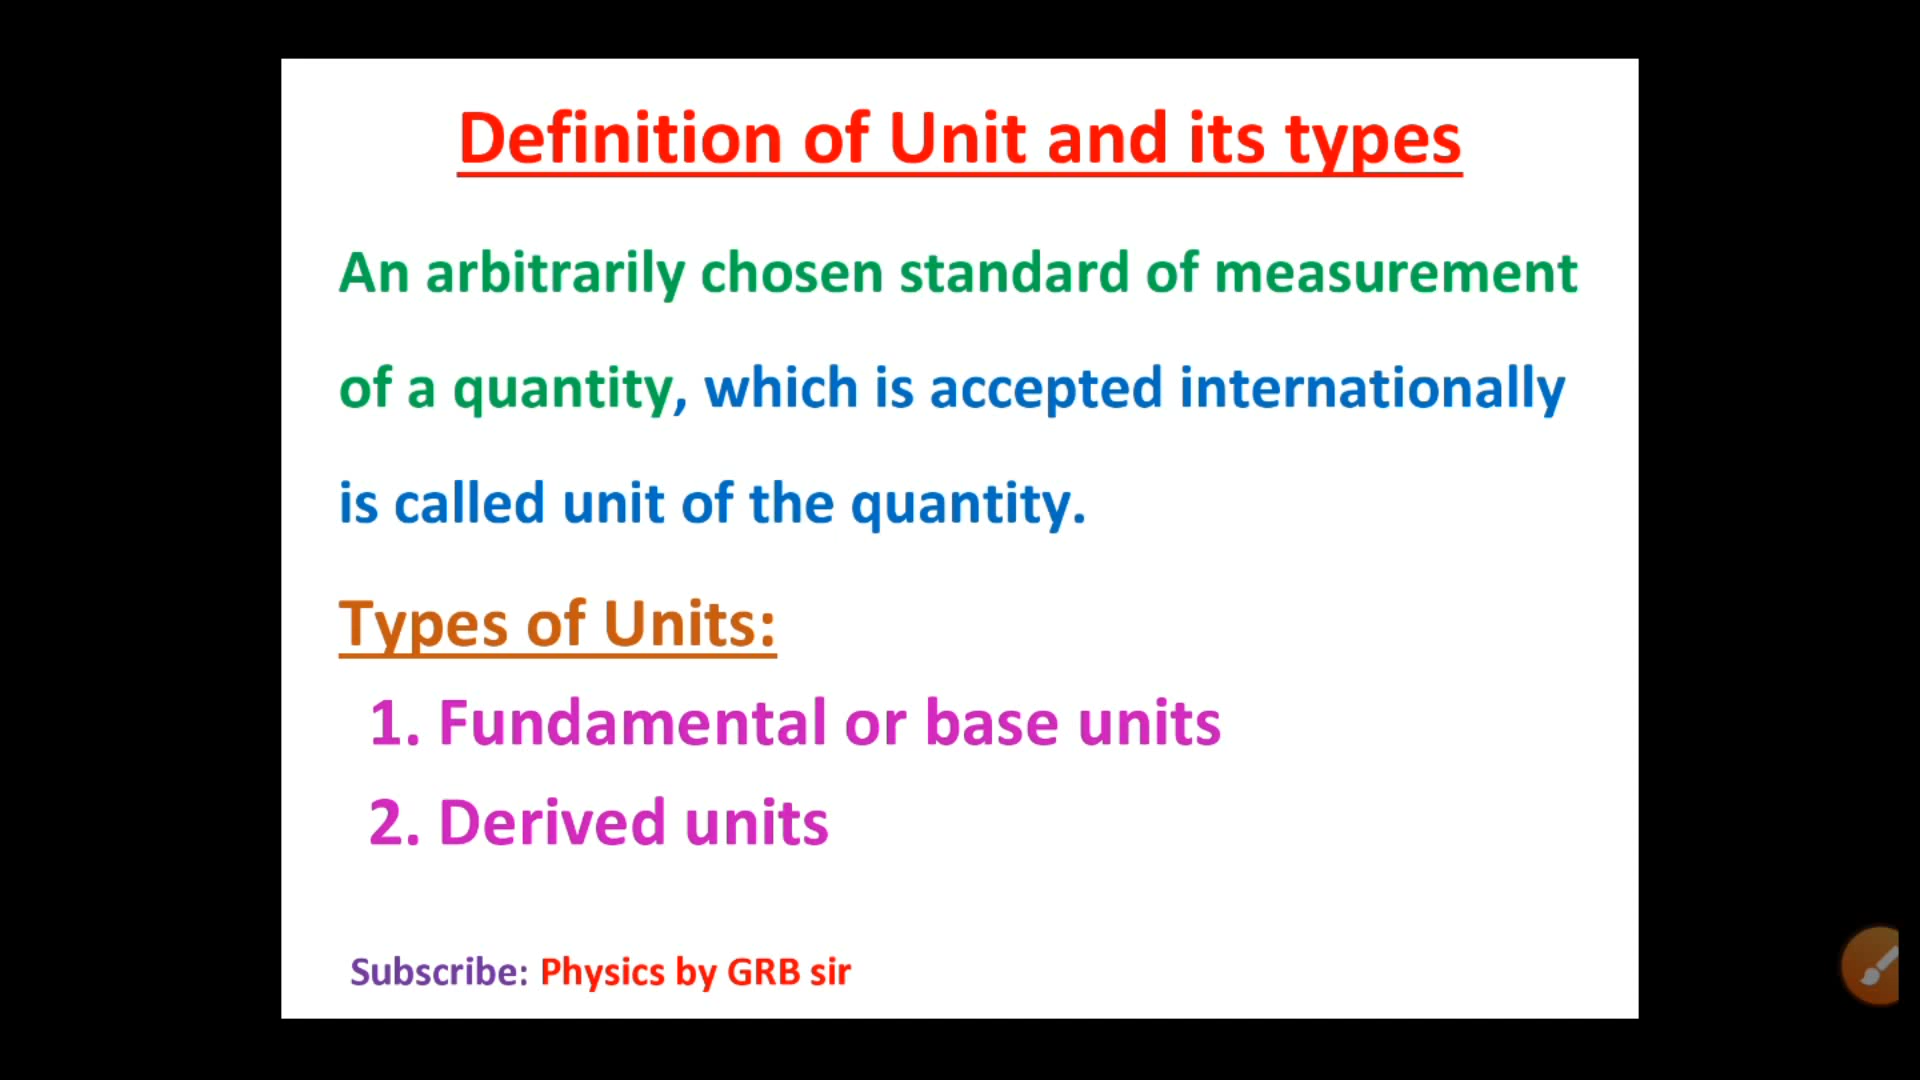 Definition of Unit and its types
An arbitrarily chosen standard of measurement
of a quantity, which is accepted internationally
is called unit of the quantity.
Types of Units:
1. Fundamental or base units
2. Derived units
Subscribe: Physics by GRB sir